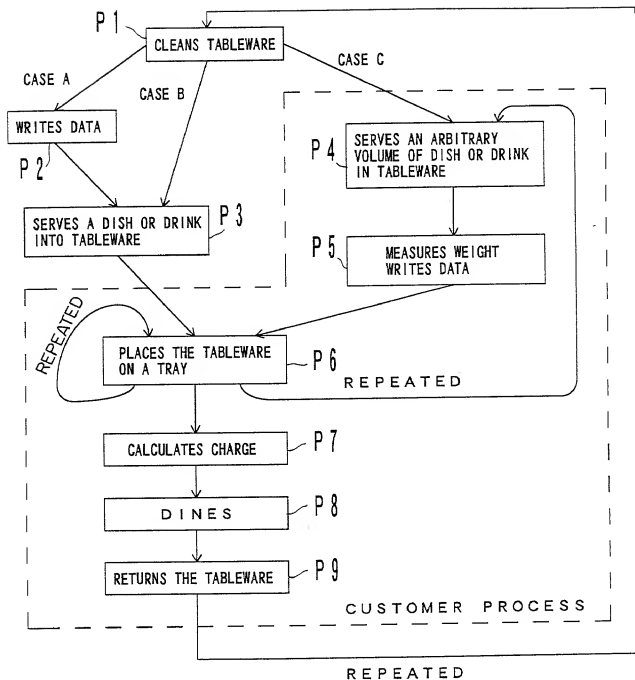 P1
CLEANS TABLEWARE
CASE A
CASE B
CASE C
WRITES DATA
P2
P4
SERVES AN ARBITRARY
VOLUME OF DISH OR DRINK
IN TABLEWARE
SERVES A DISH OR DRINK
INTO TABLEWARE
P3
P5
MEASURES WEIGHT
WRITES DATA
REPEATED
PLACES THE TABLEWARE
ON A TRAY
P6
REPEATED
CALCULATES CHARGE
P7
DINES
P8
RETURNS THE TABLEWARE
P9
CUSTOMER PROCESS
REPEATED